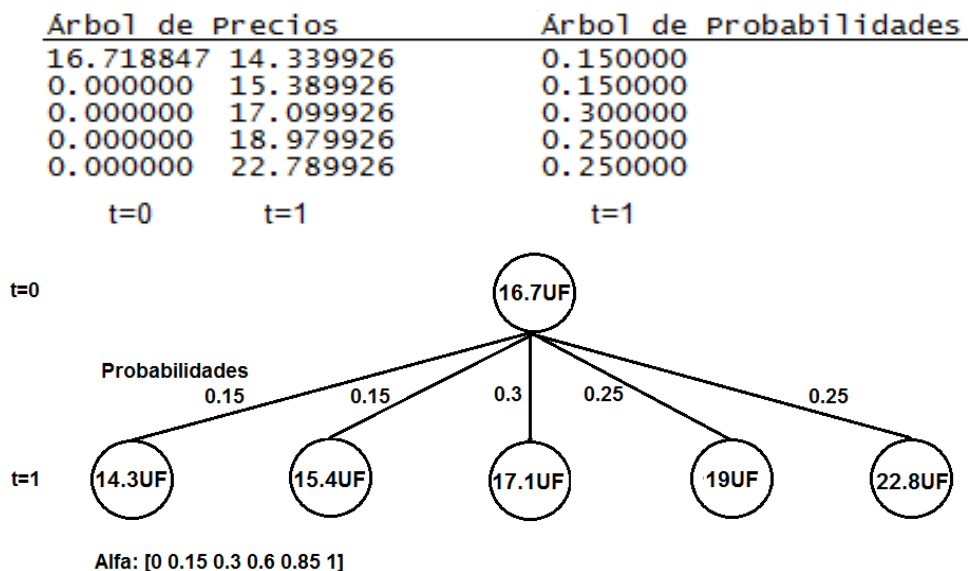 Árbol de Precios Árbol de Probabilidades
16.718847 14.339926 0.150000
0.000000 15.389926 0.150000
0.000000 17.099926 0.300000
0.000000 18.979926 0.250000
0.000000 22.789926 0.250000
t=0 t=1 t=1
t=0 16.7UF
Probabilidades
0.15 0.15 0.3 0.25 0.25
t=1 14.3UF 15.4UF 17.1UF 19UF 22.8UF
Alfa: [0 0.15 0.3 0.6 0.85 1]